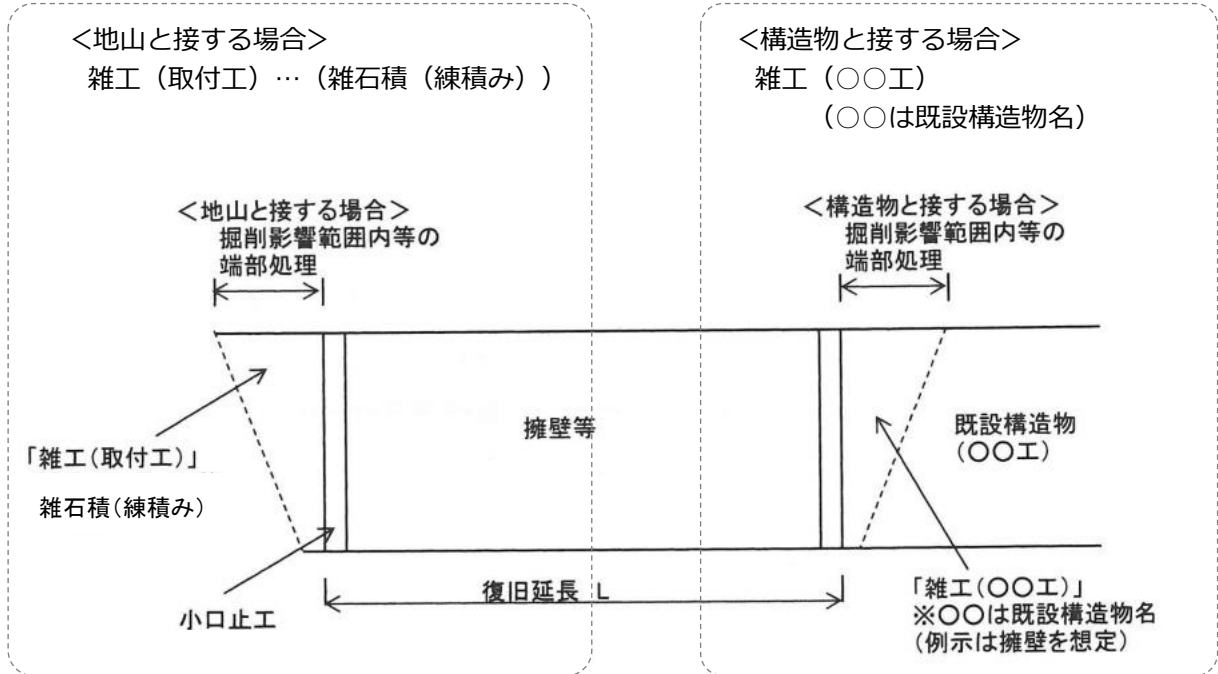 ＜地山と接する場合＞
雑工（取付工）…（雑石積（練積み））
＜構造物と接する場合＞
雑工（○○工）
（○○は既設構造物名）
＜地山と接する場合＞
掘削影響範囲内等の
端部処理
＜構造物と接する場合＞
掘削影響範囲内等の
端部処理
擁壁等
既設構造物
(〇〇工)
「雑工(取付工)」
雑石積(練積み)
小口止工
復旧延長 L
「雑工(〇〇工)」
※〇〇は既設構造物名
(例示は擁壁を想定)